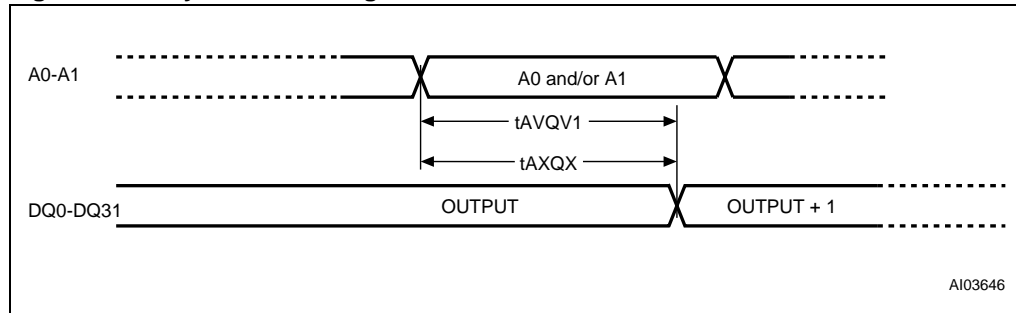 A0-A1
A0 and/or A1
tAVQV1
tAXQX
DQ0-DQ31
OUTPUT
OUTPUT + 1
AI03646